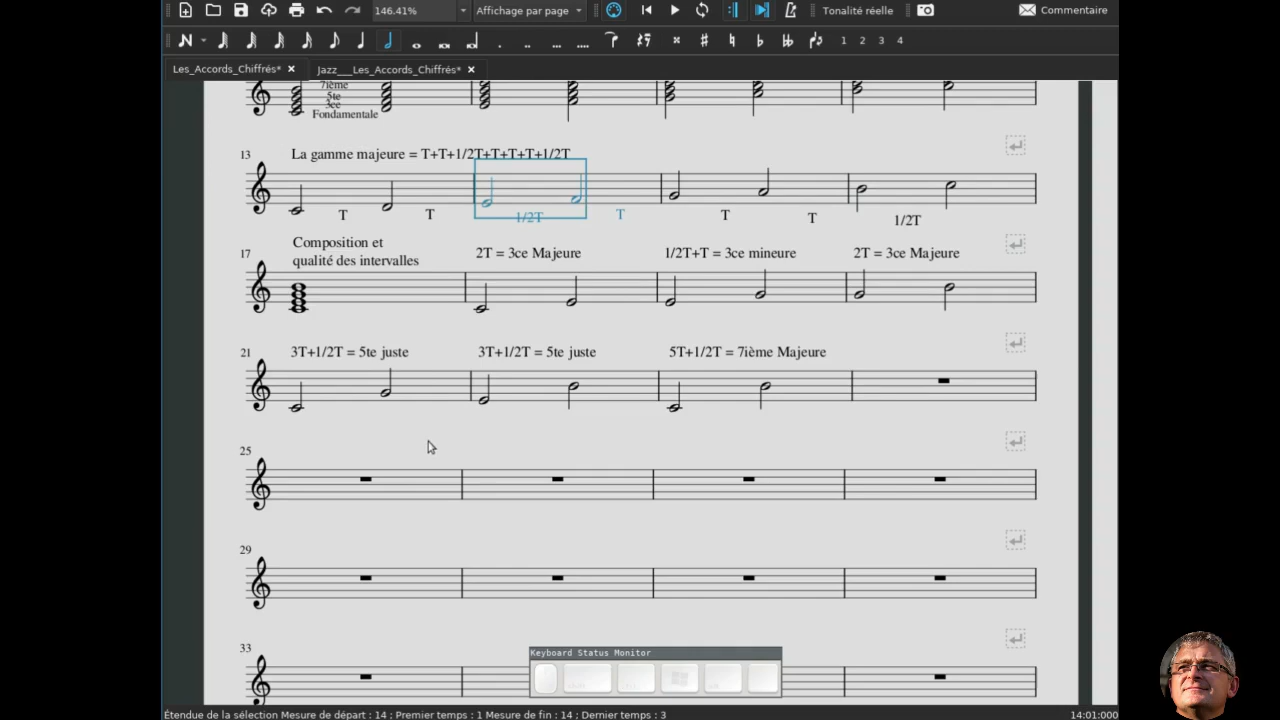 146.41% Affichage par page Tonalité réelle Commentaire
1 2 3 4
Les_Accords_Chiffrés* Jazz___Les_Accords_Chiffrés*
7ième
5te
3ce
Fondamentale
13 La gamme majeure = T+T+1/2T+T+T+T+1/2T
T T 1/2T T T T 1/2T
17 Composition et
qualité des intervalles
2T = 3ce Majeure 1/2T+T = 3ce mineure 2T = 3ce Majeure
21 3T+1/2T = 5te juste 3T+1/2T = 5te juste 5T+1/2T = 7ième Majeure
25
29
33
Keyboard Status Monitor
Étendue de la sélection Mesure de départ : 14 ; Premier temps : 1 Mesure de fin : 14 ; Dernier temps : 3 14:01:000